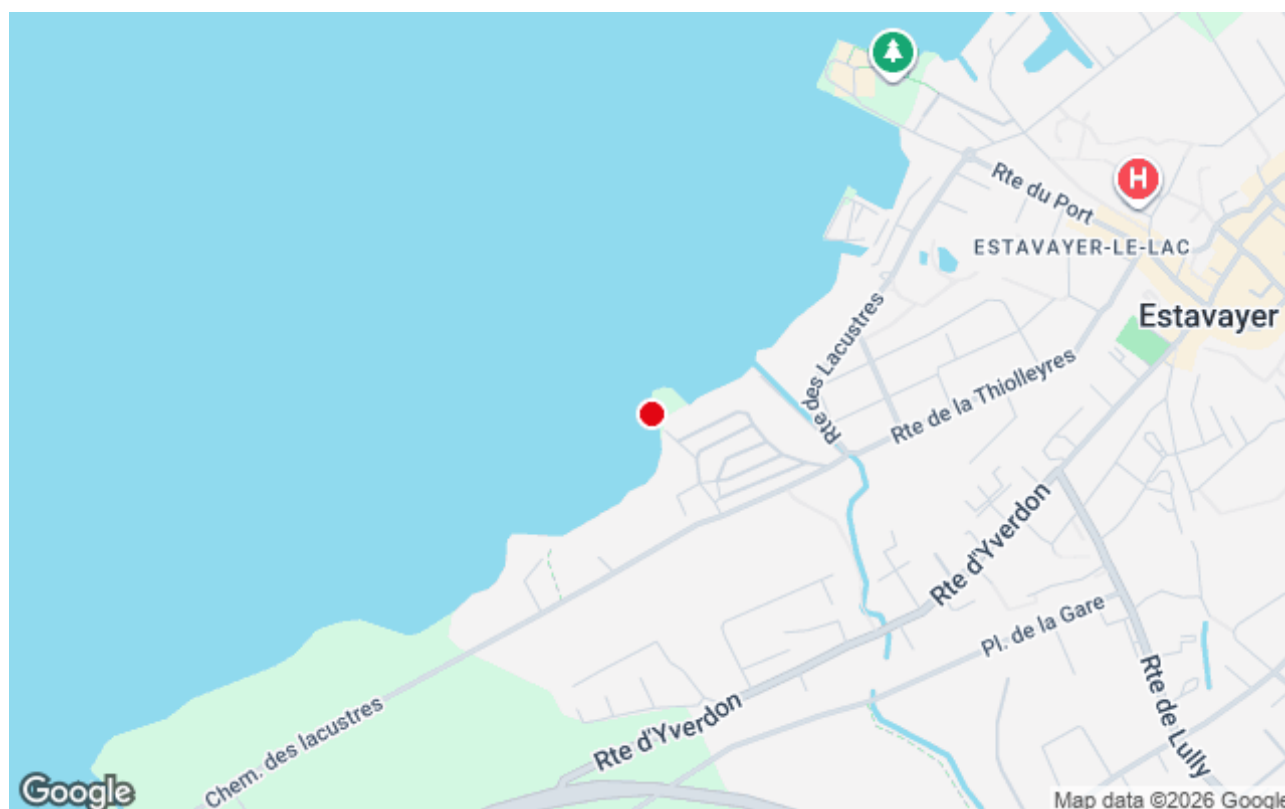 H
Rte du Port
ESTAVAYER-LE-LAC
Estavayer
Rte des Lacustres
Rte de la Thiolleyres
Rte d'Yverdon
Pl. de la Gare
Rte de Lully
Rte d'Yverdon
Chem. des lacustres
Google
Map data ©2026 Google